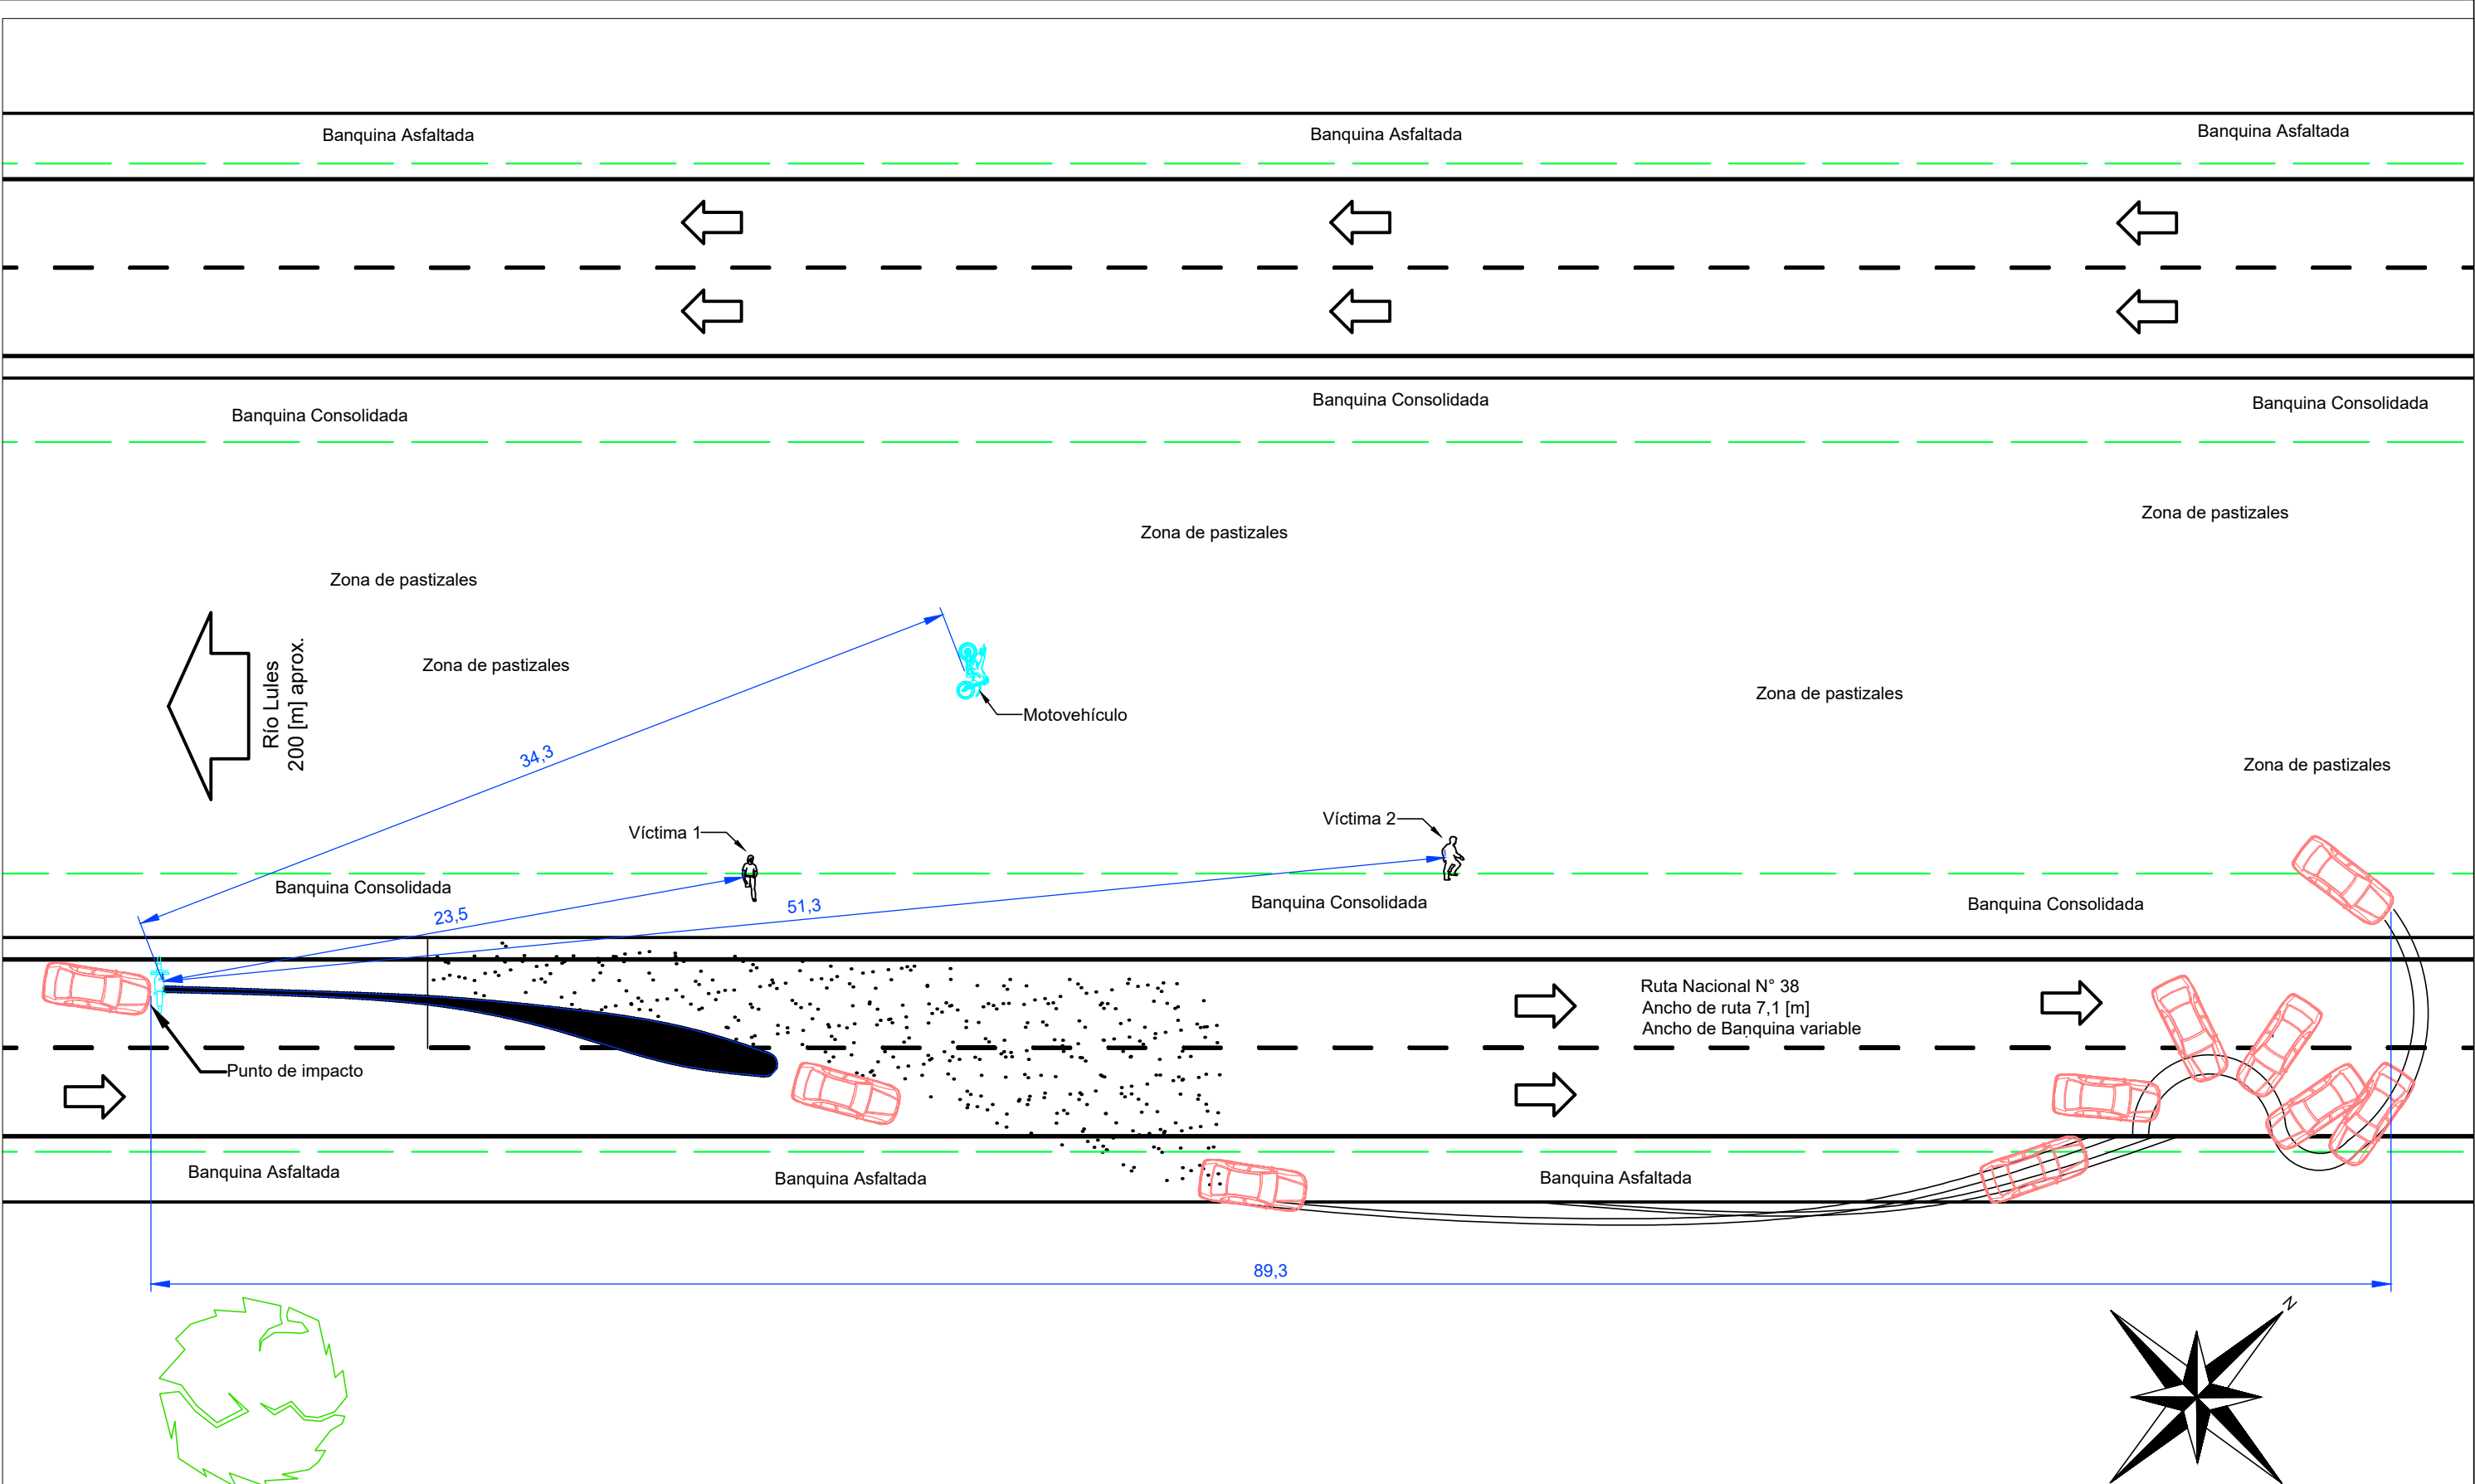 Banquina Asfaltada
Banquina Asfaltada
Banquina Asfaltada
Banquina Consolidada
Banquina Consolidada
Banquina Consolidada
Zona de pastizales
Zona de pastizales
Zona de pastizales
Zona de pastizales
Zona de pastizales
Zona de pastizales
Río Lules
200 [m] aprox.
Motovehículo
34,3
Víctima 1
Víctima 2
Banquina Consolidada
23,5
51,3
Banquina Consolidada
Banquina Consolidada
Ruta Nacional N° 38
Ancho de ruta 7,1 [m]
Ancho de Banquina variable
Punto de impacto
Banquina Asfaltada
Banquina Asfaltada
Banquina Asfaltada
89,3
N